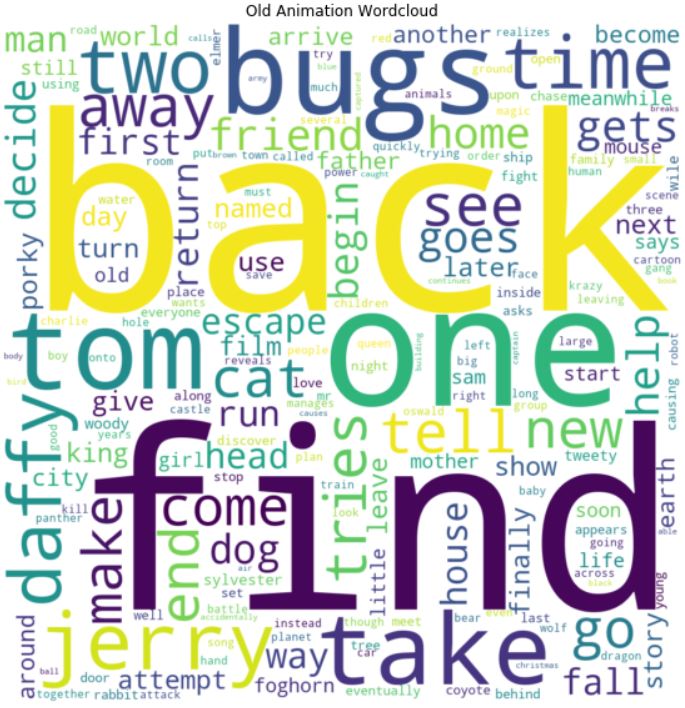 Old Animation Wordcloud
man road world calls elmer arrive try red another realizes become
still using two bugs much blue army captured ground open time
away animals upon chase meanwhile
first several friend magic home gets
decide put brown town called quickly trying order ship mouse
room father caught fight family small wile
back
water return power human
day must see scene
named begin three next
porky turn top goes cartoon says
use later face gang
old save continues inside krazy book
place children asks leaving
wants
everyone
charlie hole escape queen left large help robot
body tom film people one big causing
boy onto reveals night building sam captain start
bird cat love right
daffy give along mr long
woody castle run manages causes oswald group
good years discover tell new
king plan
city girl head tries mother show tweety
stop train leave baby earth
panther kill make come look find soon
dog appears able
end air house finally going
sylvester little life
set across
battle black young
accidentally
around well instead though meet bear even last go story
jerry planet tree take wolf dragon
song car
door hand way christmas
ball attempt foghorn coyote fall
together rabbit attack eventually behind breaks